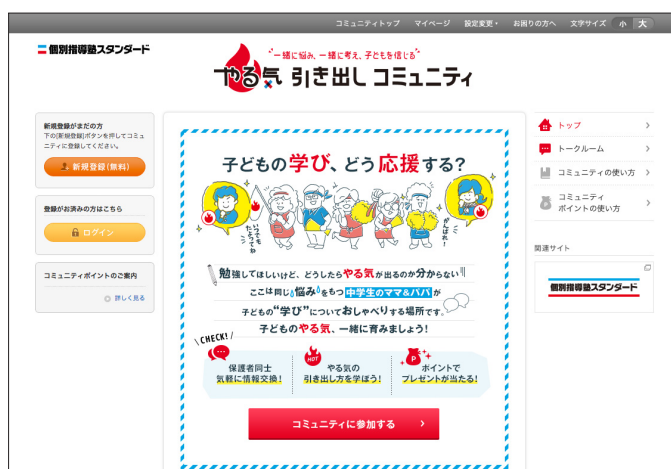 コミュニティトップ マイページ 設定変更・ お困りの方へ 文字サイズ 小 大
個別指導塾スタンダード
一緒に悩み、一緒に考え、子どもを信じる
やる気 引き出し コミュニティ
新規登録がまだの方
下の[新規登録]ボタンを押してコミュ
ニティに登録してください。
新規登録(無料)
登録がお済みの方はこちら
ログイン
コミュニティポイントのご案内
詳しく見る
子どもの学び、どう応援する?
いつでも
たよってね
がんばれ!
勉強してほしいけど、どうしたらやる気が出るのか分からない
ここは同じ悩みをもつ中学生のママ&パパが
子どもの“学び”についておしゃべりする場所です。
子どものやる気、一緒に育みましょう!
CHECK!
保護者同士
気軽に情報交換!
HOT
やる気の
引き出し方を学ぼう!
P
ポイントで
プレゼントが当たる!
コミュニティに参加する
トップ
トークルーム
コミュニティの使い方
コミュニティ
ポイントの使い方
関連サイト
個別指導塾スタンダード